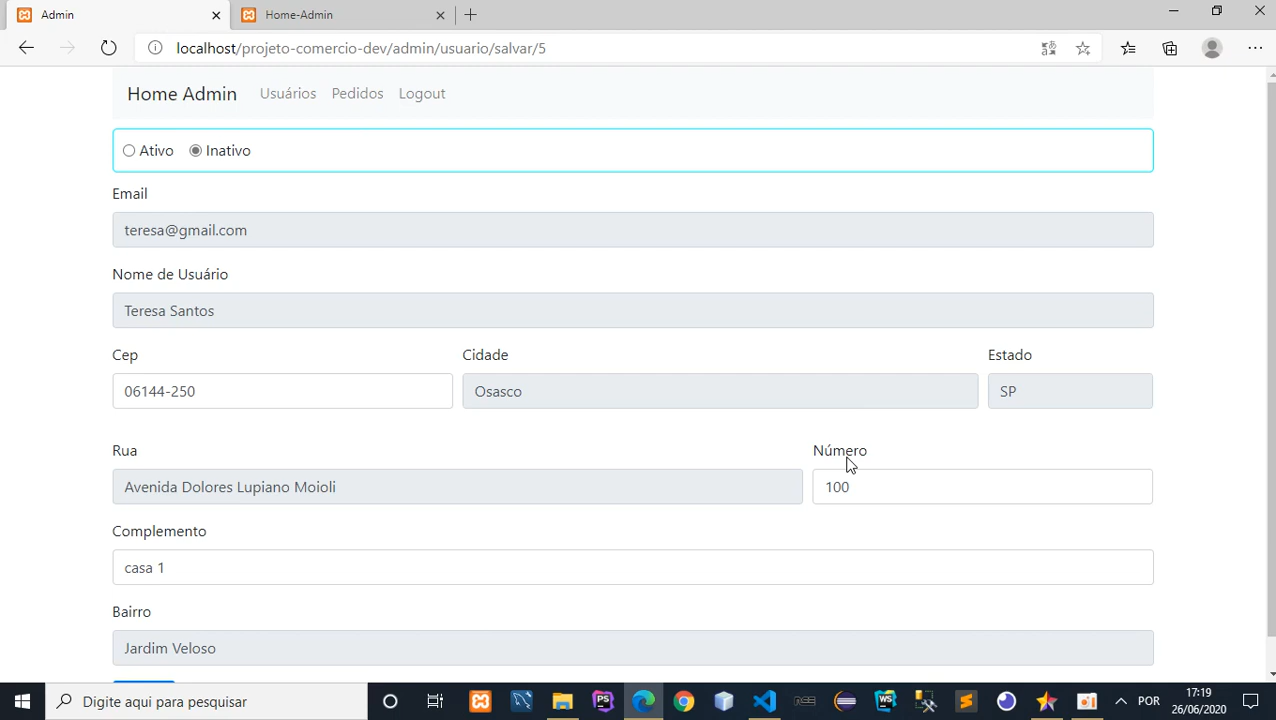 Admin
Home-Admin
localhost/projeto-comercio-dev/admin/usuario/salvar/5
Home Admin Usuários Pedidos Logout
Ativo Inativo
Email
teresa@gmail.com
Nome de Usuário
Teresa Santos
Cep Cidade Estado
06144-250 Osasco SP
Rua Número
Avenida Dolores Lupiano Moioli 100
Complemento
casa 1
Bairro
Jardim Veloso
Digite aqui para pesquisar
PS
WS
POR
17:19
26/06/2020